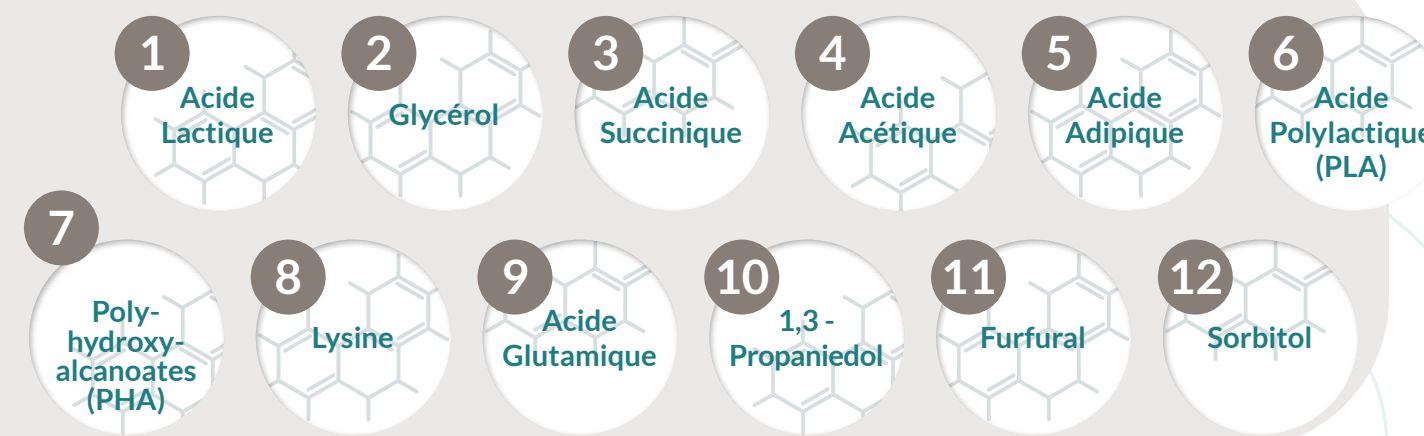 1
Acide
Lactique
2
Glycérol
3
Acide
Succinique
4
Acide
Acétique
5
Acide
Adipique
6
Acide
Polylactique
(PLA)
7
Poly-
hydroxy-
alcanoates
(PHA)
8
Lysine
9
Acide
Glutamique
10
1,3 -
Propaniedol
11
Furfural
12
Sorbitol